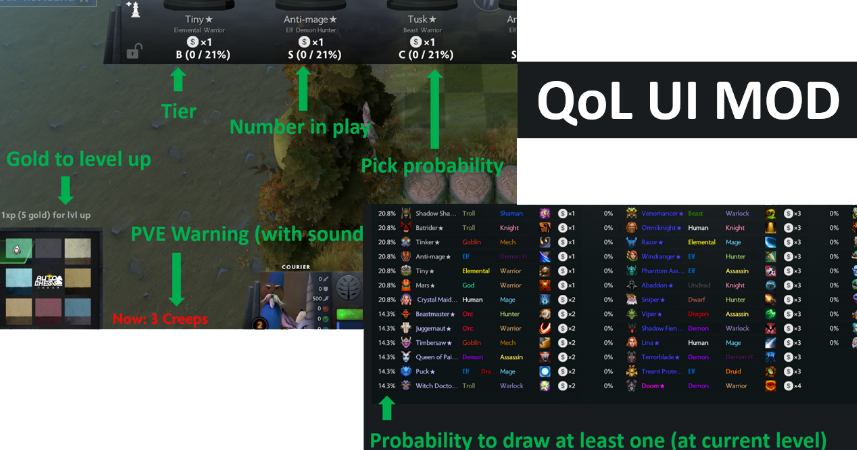 Tiny★
Anti-mage★
Tusk★
Elemental Warrior
Elf Demon Hunter
Beast Warrior
S ×1
S ×1
S ×1
B (0 / 21%)
S (0 / 21%)
C (0 / 21%)
Tier
Number in play
Pick probability
QoL UI MOD
Gold to level up
1xp (5 gold) for lvl up
PVE Warning (with sound
COURIER
Now: 3 Creeps
20.8% Shadow Sha... Troll Shaman S ×1 0% Venomancer★ Beast Warlock S ×3 0%
20.8% Batrider★ Troll Knight S ×1 0% Omniknight★ Human Knight S ×3 0%
20.8% Tinker★ Goblin Mech S ×1 0% Razor★ Elemental Mage S ×3 0%
20.8% Anti-mage★ Elf S ×1 0% Windranger★ Elf Hunter S ×3 0%
20.8% Tiny★ Elemental Warrior S ×1 0% Phantom Ass... Elf Assassin S ×3 0%
20.8% Mars★ God Warrior S ×1 0% Abaddon★ Undead Knight S ×3 0%
20.8% Crystal Maid... Human Mage S ×2 0% Sniper★ Dwarf Hunter S ×3 0%
14.3% Beastmaster★ Orc Hunter S ×2 0% Viper★ Dragon Assassin S ×3 0%
14.3% Juggernaut★ Orc Warrior S ×2 0% Shadow Fien... Demon Warlock S ×3 0%
14.3% Timbersaw★ Goblin Mech S ×2 0% Lina★ Human Mage S ×3 0%
14.3% Queen of Pai... Demon Assassin S ×2 0% Terrorblade★ Demon S ×3
14.3% Puck★ Elf Dra Mage S ×2 0% Treant Prote... Elf Druid S ×3
14.3% Witch Docto... Troll Warlock S ×2 0% Doom★ Demon Warrior S ×4
Probability to draw at least one (at current level)